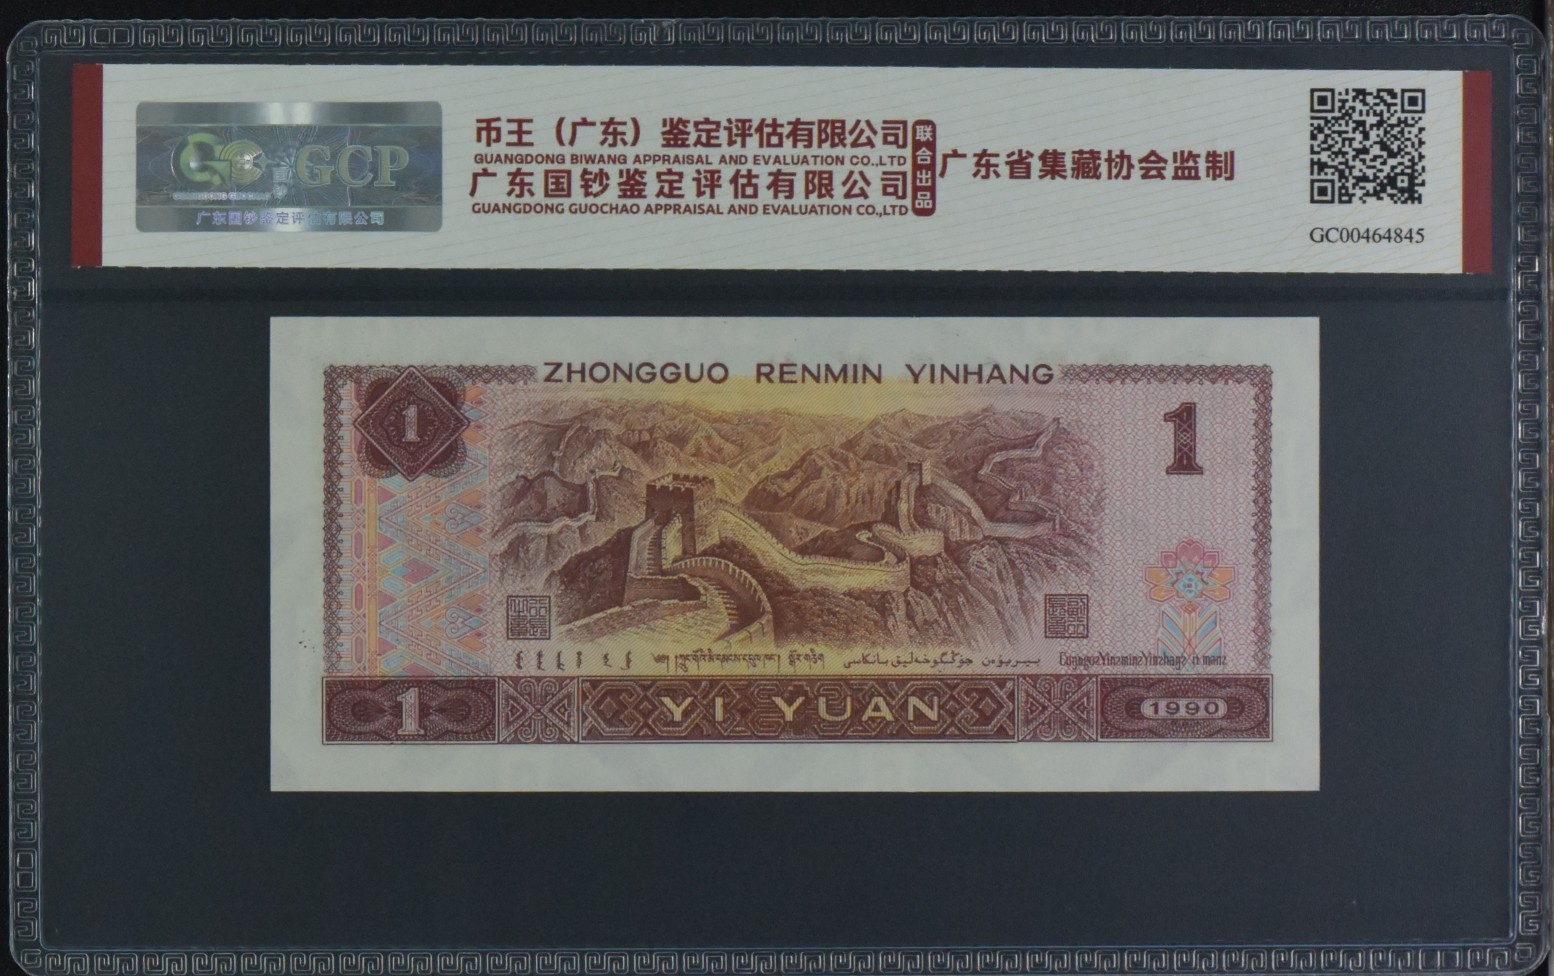 GCP
广东国钞鉴定评估有限公司
币王（广东）鉴定评估有限公司
GUANGDONG BIWANG APPRAISAL AND EVALUATION CO.,LTD
广东国钞鉴定评估有限公司
GUANGDONG GUOCHAO APPRAISAL AND EVALUATION CO.,LTD
联合出品
广东省集藏协会监制
GC00464845
ZHONGGUO RENMIN YINHANG
1
1
1
YI YUAN
1990